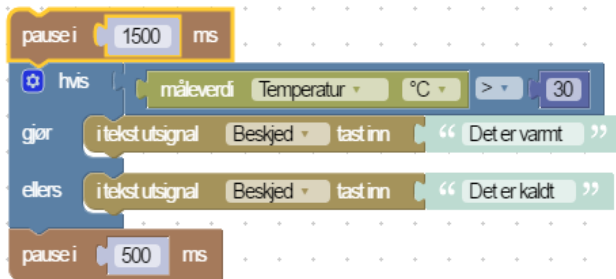 pause i 1500 ms
hvis måleverdi Temperatur °C > 30
gjør i tekst utsignal Beskjed tast inn “ Det er varmt ”
ellers i tekst utsignal Beskjed tast inn “ Det er kaldt ”
pause i 500 ms